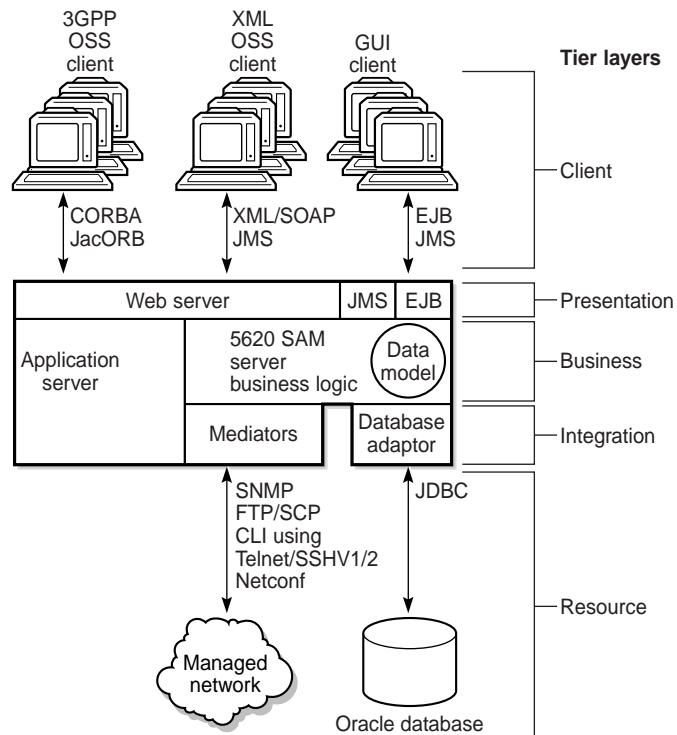 3GPP
OSS
client
XML
OSS
client
GUI
client
Tier layers
Client
CORBA
JacORB
XML/SOAP
JMS
EJB
JMS
Web server
JMS
EJB
Presentation
Application
server
5620 SAM
server
business logic
Data
model
Business
Mediators
Database
adaptor
Integration
SNMP
FTP/SCP
CLI using
Telnet/SSHV1/2
Netconf
JDBC
Resource
Managed
network
Oracle database